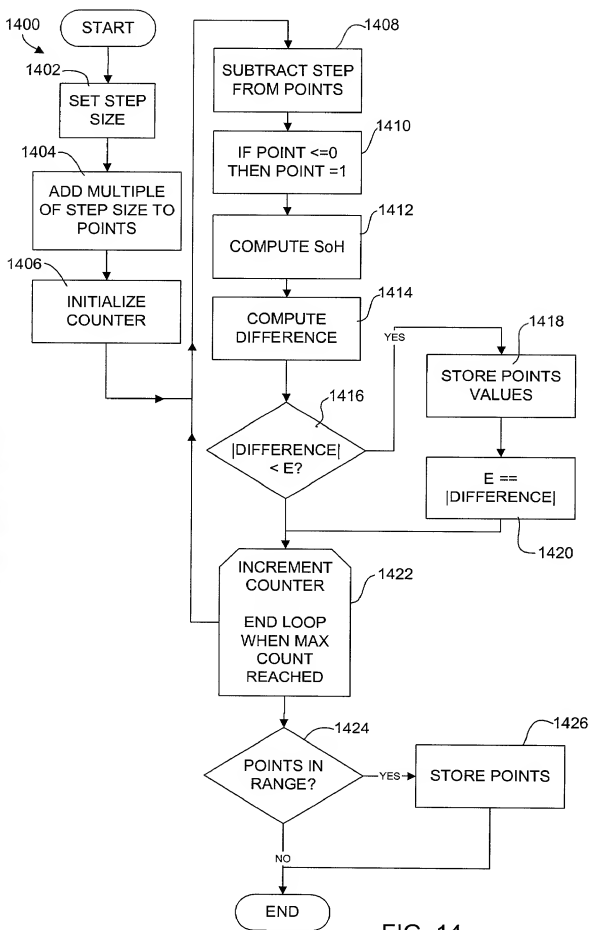 1400
START
1402
SET STEP
SIZE
1404
ADD MULTIPLE
OF STEP SIZE TO
POINTS
1406
INITIALIZE
COUNTER
1408
SUBTRACT STEP
FROM POINTS
1410
IF POINT <=0
THEN POINT =1
1412
COMPUTE SoH
1414
COMPUTE
DIFFERENCE
1416
|DIFFERENCE|
< E?
YES
1418
STORE POINTS
VALUES
E ==
|DIFFERENCE|
1420
INCREMENT
COUNTER
END LOOP
WHEN MAX
COUNT
REACHED
1422
1424
POINTS IN
RANGE?
YES
1426
STORE POINTS
NO
END
FIG. 14